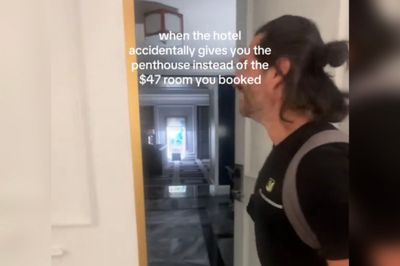 when the hotel
accidentally gives you the
penthouse instead of the
$47 room you booked